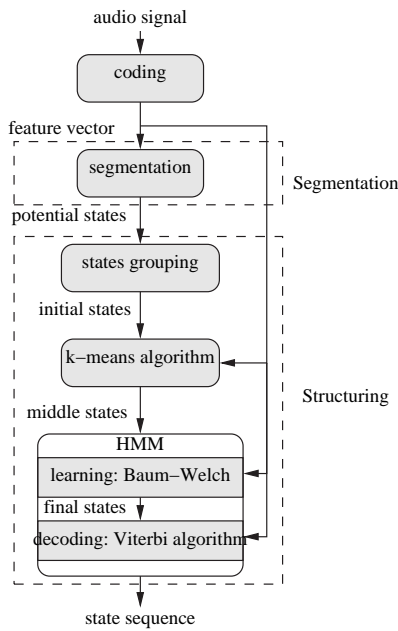 audio signal
coding
feature vector
segmentation
Segmentation
potential states
states grouping
initial states
k−means algorithm
Structuring
middle states
HMM
learning: Baum−Welch
final states
decoding: Viterbi algorithm
state sequence